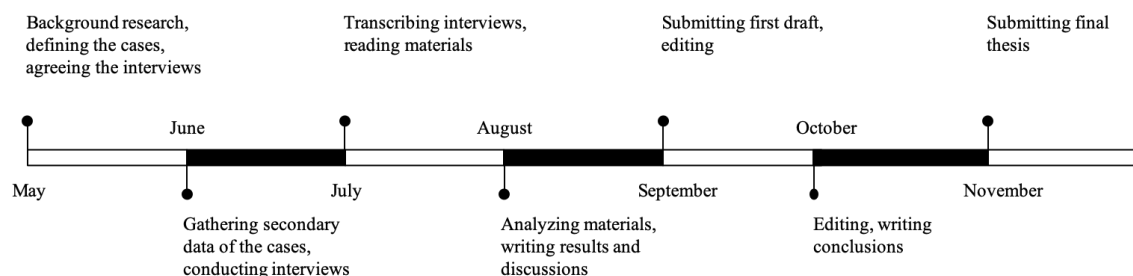 Background research,
defining the cases,
agreeing the interviews
Transcribing interviews,
reading materials
Submitting first draft,
editing
Submitting final
thesis
June
August
October
May
July
September
November
Gathering secondary
data of the cases,
conducting interviews
Analyzing materials,
writing results and
discussions
Editing, writing
conclusions